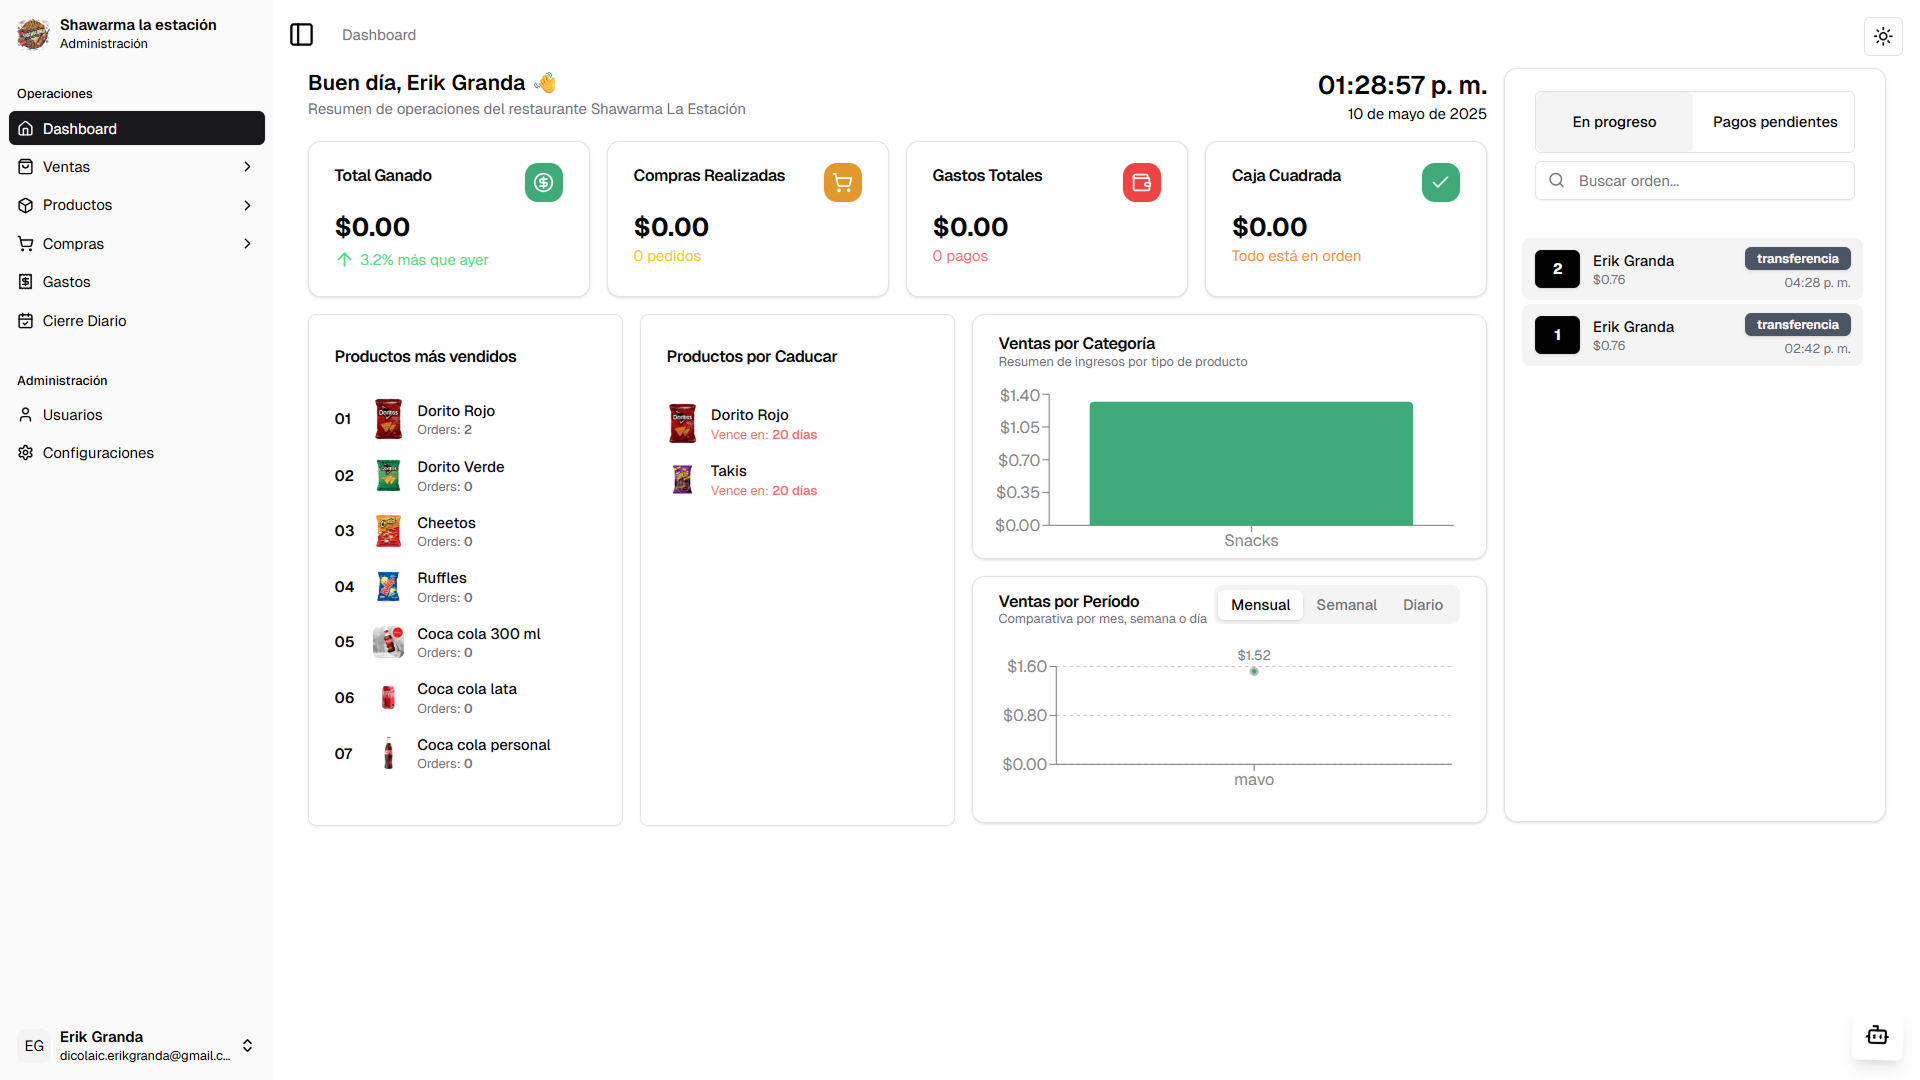 Shawarma la estación
Administración
Operaciones
Dashboard
Ventas
Productos
Compras
Gastos
Cierre Diario
Administración
Usuarios
Configuraciones
EG
Erik Granda
dicolaic.erikgranda@gmail.c...
Dashboard
Buen día, Erik Granda 👋
Resumen de operaciones del restaurante Shawarma La Estación
01:28:57 p. m.
10 de mayo de 2025
Total Ganado
$0.00
3.2% más que ayer
Compras Realizadas
$0.00
0 pedidos
Gastos Totales
$0.00
0 pagos
Caja Cuadrada
$0.00
Todo está en orden
Productos más vendidos
01
Dorito Rojo
Orders: 2
02
Dorito Verde
Orders: 0
03
Cheetos
Orders: 0
04
Ruffles
Orders: 0
05
Coca cola 300 ml
Orders: 0
06
Coca cola lata
Orders: 0
07
Coca cola personal
Orders: 0
Productos por Caducar
Dorito Rojo
Vence en: 20 días
Takis
Vence en: 20 días
Ventas por Categoría
Resumen de ingresos por tipo de producto
$1.40
$1.05
$0.70
$0.35
$0.00
Snacks
Ventas por Período
Comparativa por mes, semana o día
Mensual Semanal Diario
$1.52
$1.60
$0.80
$0.00
mayo
En progreso Pagos pendientes
Buscar orden...
2
Erik Granda
$0.76
transferencia
04:28 p. m.
1
Erik Granda
$0.76
transferencia
02:42 p. m.